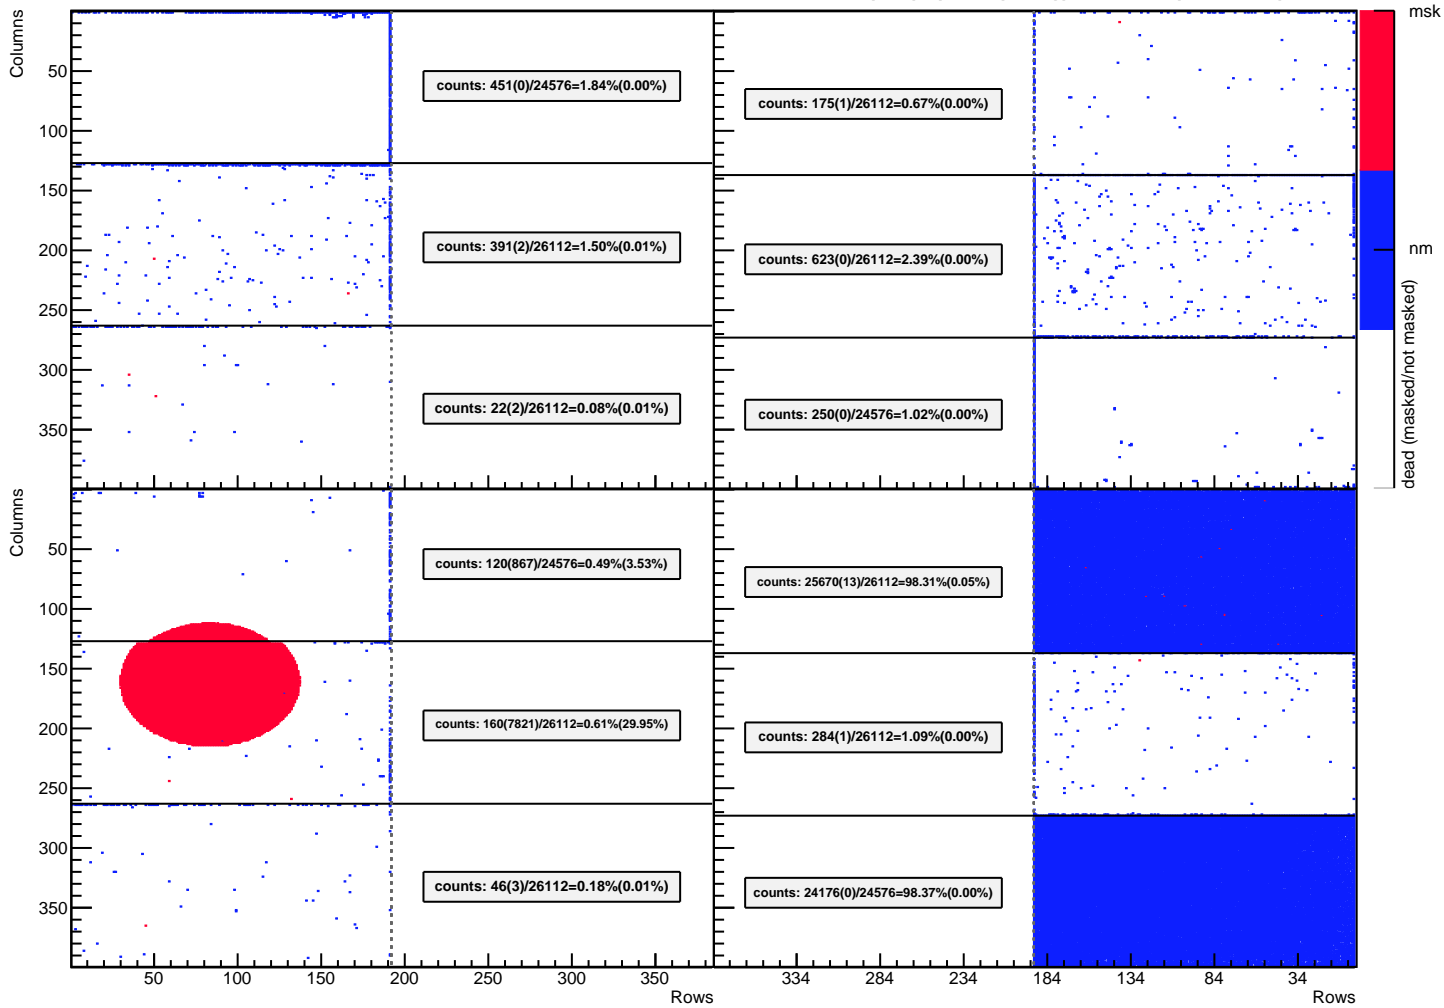 msk
Columns
50
100
150
200
250
300
350
counts: 451(0)/24576=1.84%(0.00%)
counts: 391(2)/26112=1.50%(0.01%)
counts: 22(2)/26112=0.08%(0.01%)
counts: 175(1)/26112=0.67%(0.00%)
counts: 623(0)/26112=2.39%(0.00%)
counts: 250(0)/24576=1.02%(0.00%)
nm
dead (masked/not masked)
Columns
50
100
150
200
250
300
350
counts: 120(867)/24576=0.49%(3.53%)
counts: 160(7821)/26112=0.61%(29.95%)
counts: 46(3)/26112=0.18%(0.01%)
counts: 25670(13)/26112=98.31%(0.05%)
counts: 284(1)/26112=1.09%(0.00%)
counts: 24176(0)/24576=98.37%(0.00%)
50 100 150 200 250 300 350
Rows
334 284 234 184 134 84 34
Rows